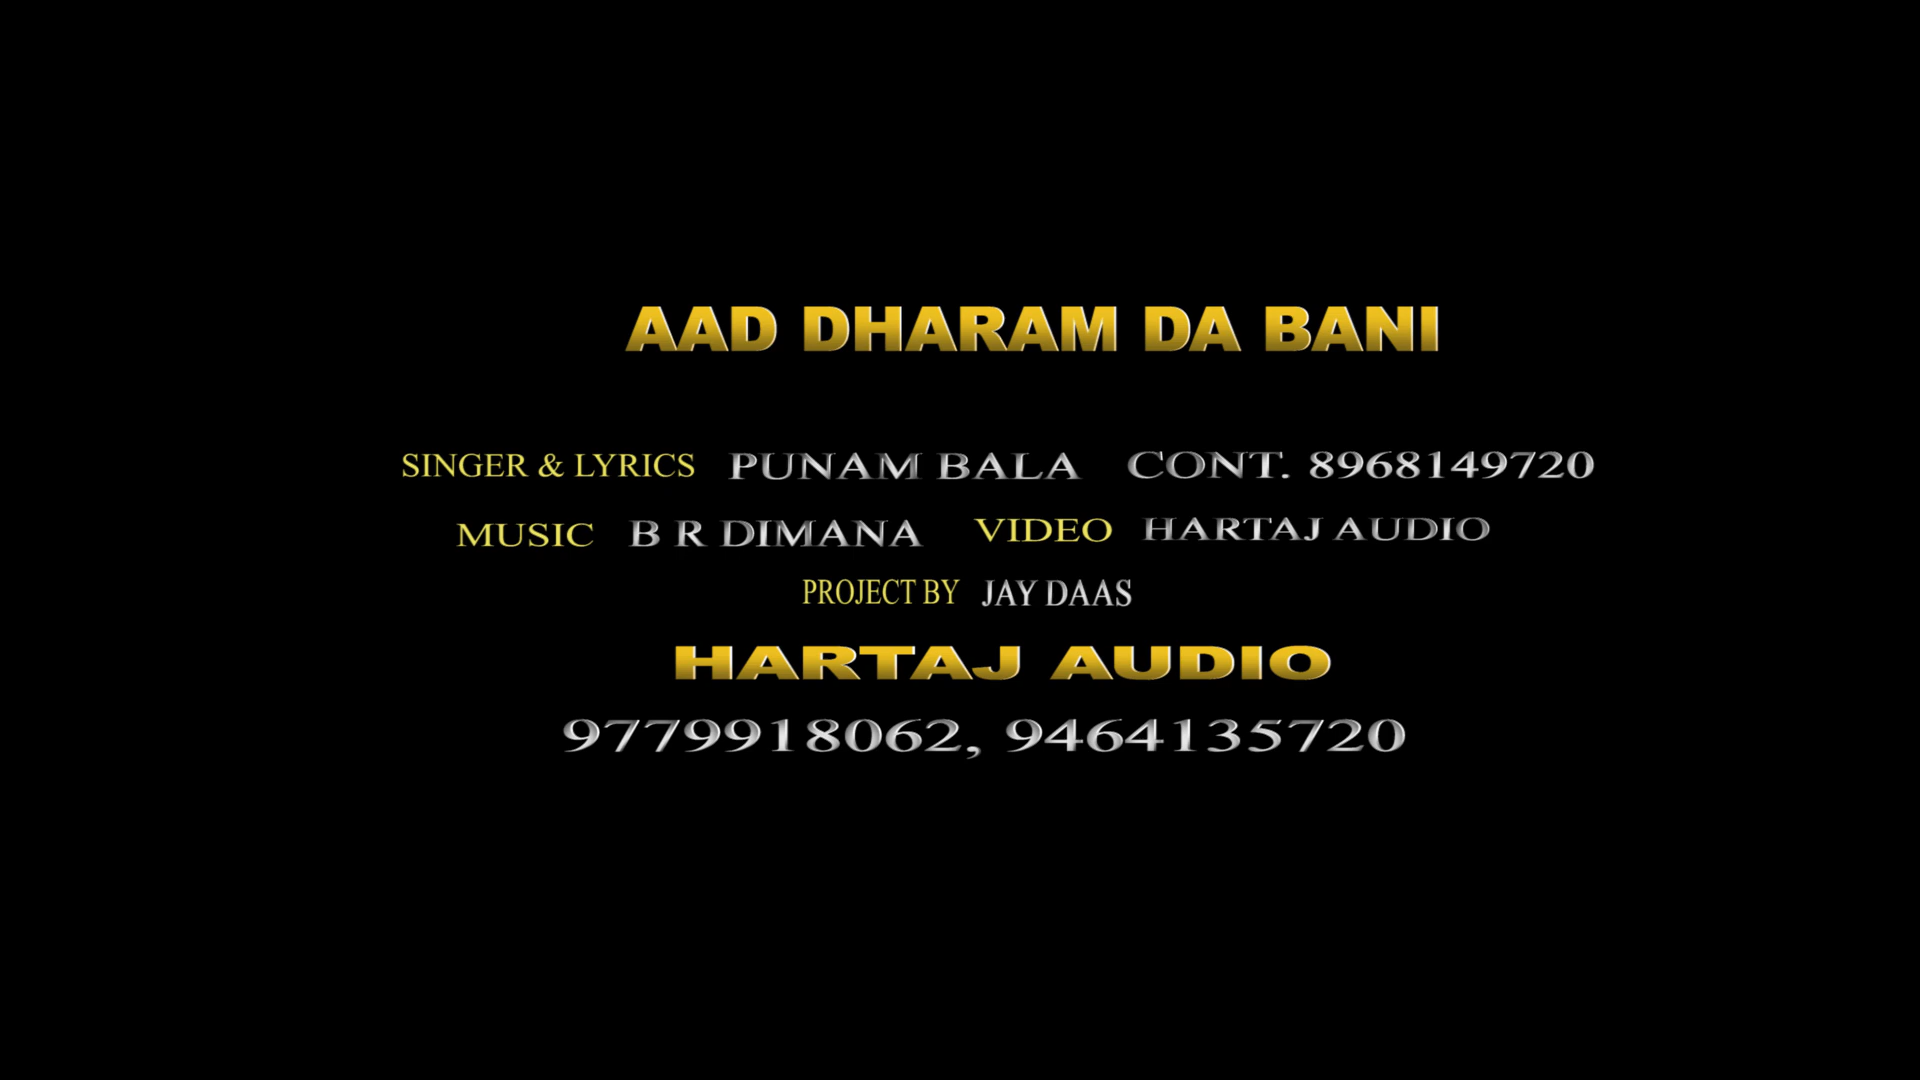 AAD DHARAM DA BANI
SINGER & LYRICS PUNAM BALA CONT. 8968149720
MUSIC B R DIMANA VIDEO HARTAJ AUDIO
PROJECT BY JAY DAAS
HARTAJ AUDIO
9779918062, 9464135720